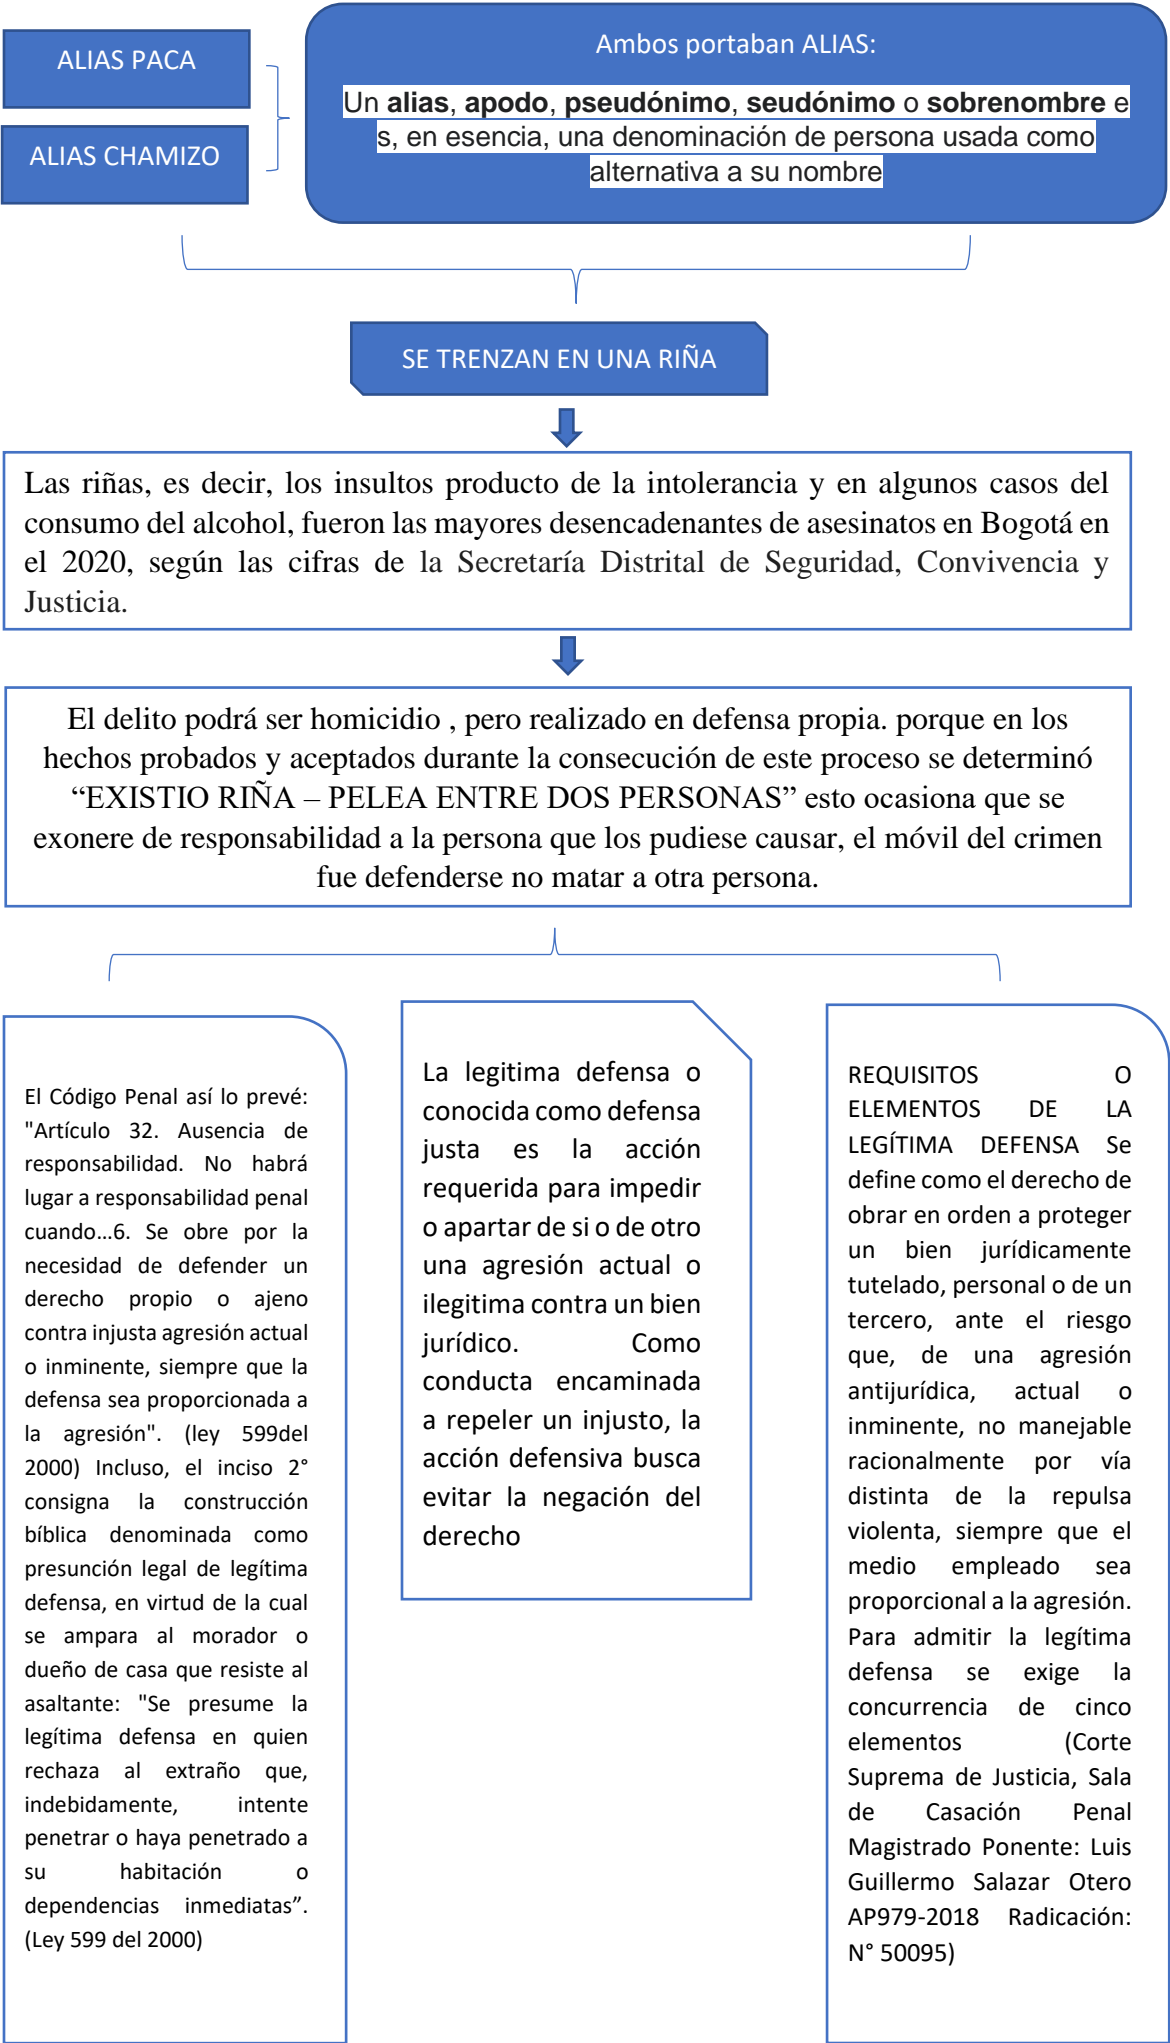 ALIAS PACA
ALIAS CHAMIZO
Ambos portaban ALIAS:
Un alias, apodo, pseudónimo, seudónimo o sobrenombre e
s, en esencia, una denominación de persona usada como
alternativa a su nombre
SE TRENZAN EN UNA RIÑA
Las riñas, es decir, los insultos producto de la intolerancia y en algunos casos del
consumo del alcohol, fueron las mayores desencadenantes de asesinatos en Bogotá en
el 2020, según las cifras de la Secretaría Distrital de Seguridad, Convivencia y
Justicia.
El delito podrá ser homicidio , pero realizado en defensa propia. porque en los
hechos probados y aceptados durante la consecución de este proceso se determinó
“EXISTIO RIÑA – PELEA ENTRE DOS PERSONAS” esto ocasiona que se
exonere de responsabilidad a la persona que los pudiese causar, el móvil del crimen
fue defenderse no matar a otra persona.
El Código Penal así lo prevé:
"Artículo 32. Ausencia de
responsabilidad. No habrá
lugar a responsabilidad penal
cuando...6. Se obre por la
necesidad de defender un
derecho propio o ajeno
contra injusta agresión actual
o inminente, siempre que la
defensa sea proporcionada a
la agresión". (ley 599del
2000) Incluso, el inciso 2°
consigna la construcción
bíblica denominada como
presunción legal de legítima
defensa, en virtud de la cual
se ampara al morador o
dueño de casa que resiste al
asaltante: "Se presume la
legítima defensa en quien
rechaza al extraño que,
indebidamente, intente
penetrar o haya penetrado a
su habitación o
dependencias inmediatas”.
(Ley 599 del 2000)
La legitima defensa o
conocida como defensa
justa es la acción
requerida para impedir
o apartar de si o de otro
una agresión actual o
ilegitima contra un bien
jurídico. Como
conducta encaminada
a repeler un injusto, la
acción defensiva busca
evitar la negación del
derecho
REQUISITOS O
ELEMENTOS DE LA
LEGÍTIMA DEFENSA Se
define como el derecho de
obrar en orden a proteger
un bien jurídicamente
tutelado, personal o de un
tercero, ante el riesgo
que, de una agresión
antijurídica, actual o
inminente, no manejable
racionalmente por vía
distinta de la repulsa
violenta, siempre que el
medio empleado sea
proporcional a la agresión.
Para admitir la legítima
defensa se exige la
concurrencia de cinco
elementos (Corte
Suprema de Justicia, Sala
de Casación Penal
Magistrado Ponente: Luis
Guillermo Salazar Otero
AP979-2018 Radicación:
N° 50095)